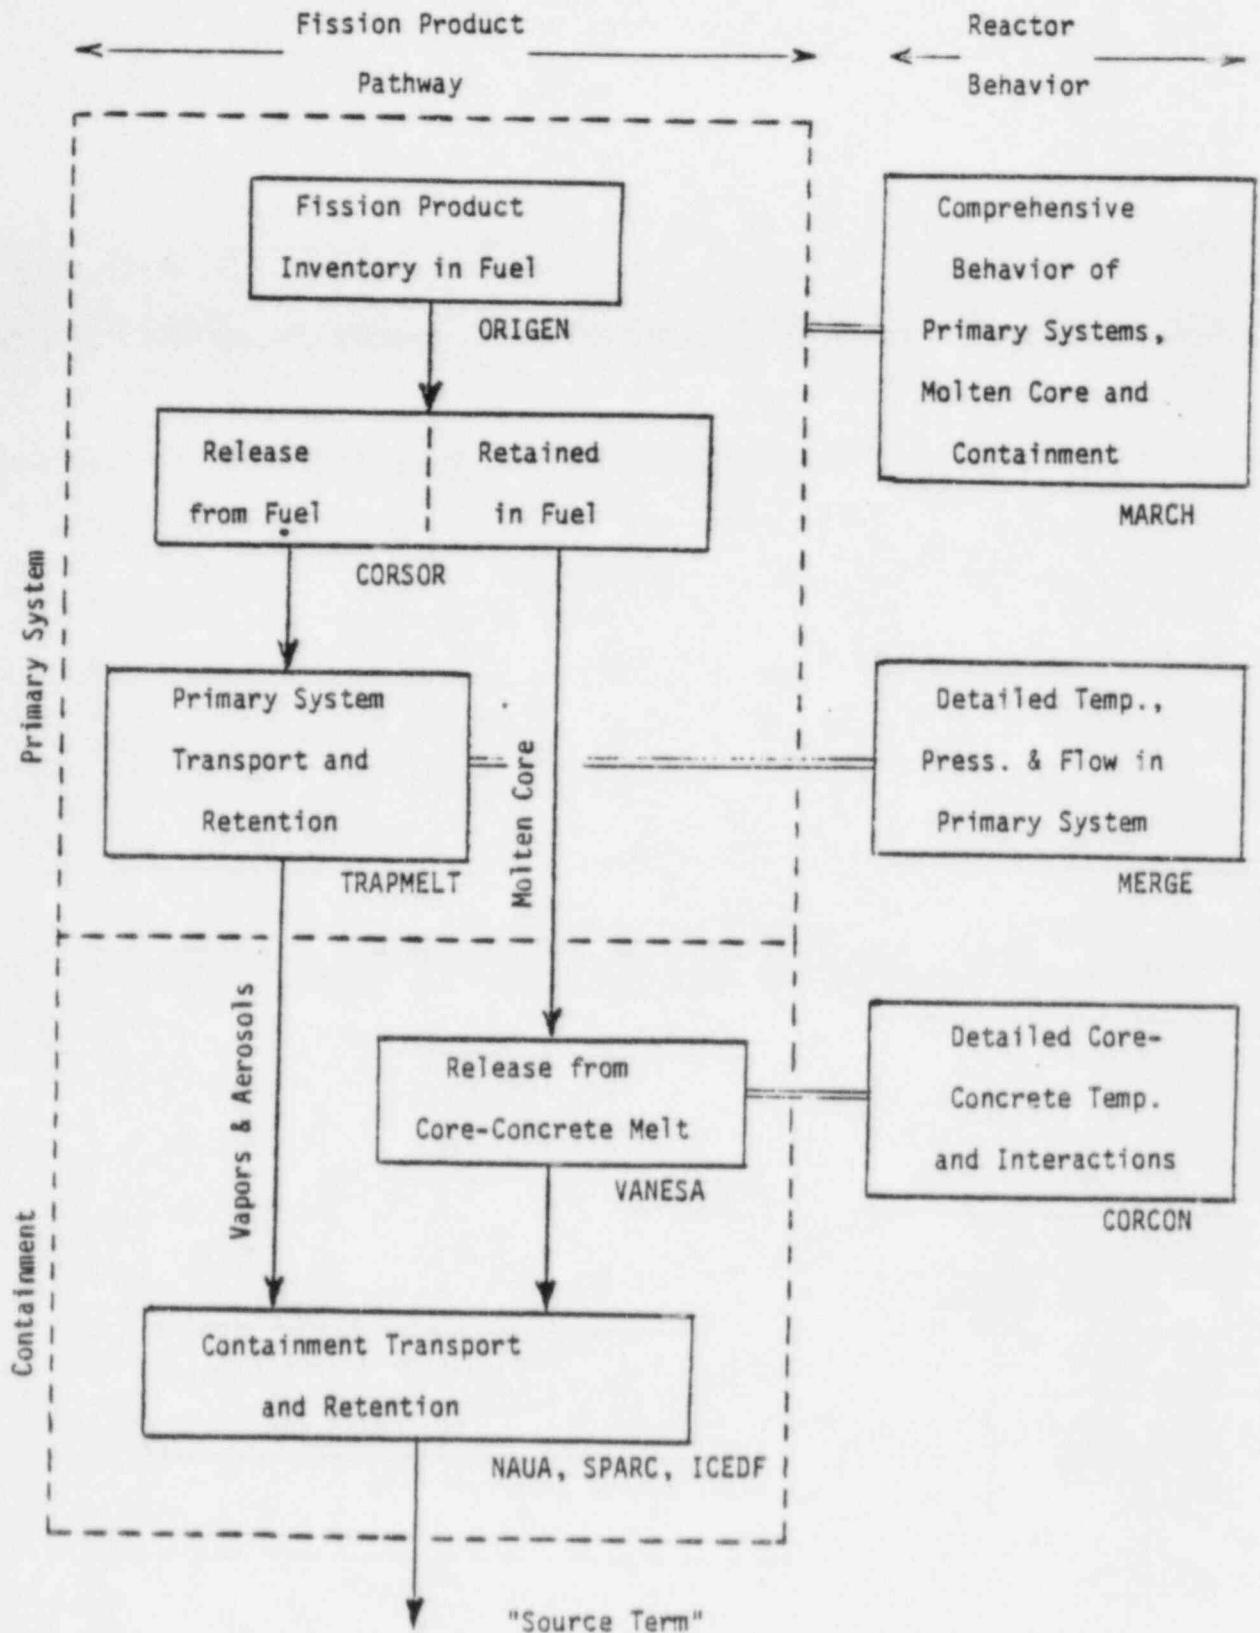 Fission Product
Pathway
Reactor
Behavior
Fission Product
Inventory in Fuel
ORIGEN
Comprehensive
Behavior of
Primary Systems,
Molten Core and
Containment
MARCH
Release
from Fuel
Retained
in Fuel
CORSOR
Primary System
Primary System
Transport and
Retention
TRAPMELT
Molten Core
Detailed Temp.,
Press. & Flow in
Primary System
MERGE
Vapors & Aerosols
Release from
Core-Concrete Melt
VANESA
Detailed Core-
Concrete Temp.
and Interactions
CORCON
Containment
Containment Transport
and Retention
NAUA, SPARC, ICEDF
"Source Term"